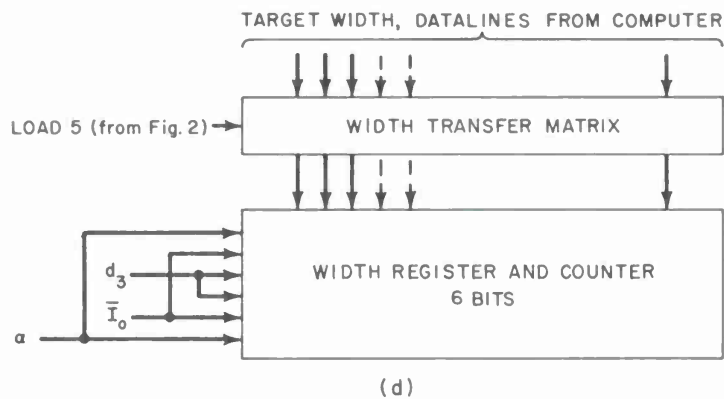 TARGET WIDTH, DATALINES FROM COMPUTER
LOAD 5 (from Fig. 2)
WIDTH TRANSFER MATRIX
WIDTH REGISTER AND COUNTER
6 BITS
d₃
I̅₀
α
(d)